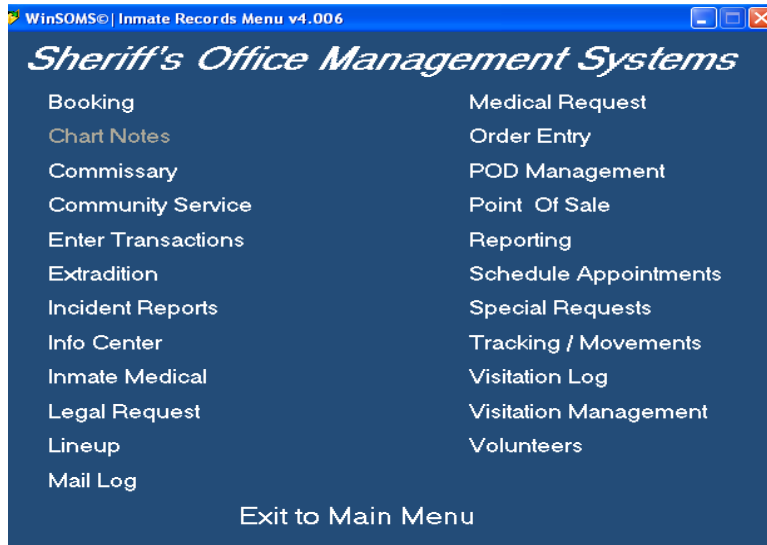 WinSOMS©| Inmate Records Menu v4.006
Sheriff's Office Management Systems
Booking
Chart Notes
Commissary
Community Service
Enter Transactions
Extradition
Incident Reports
Info Center
Inmate Medical
Legal Request
Lineup
Mail Log
Medical Request
Order Entry
POD Management
Point Of Sale
Reporting
Schedule Appointments
Special Requests
Tracking / Movements
Visitation Log
Visitation Management
Volunteers
Exit to Main Menu